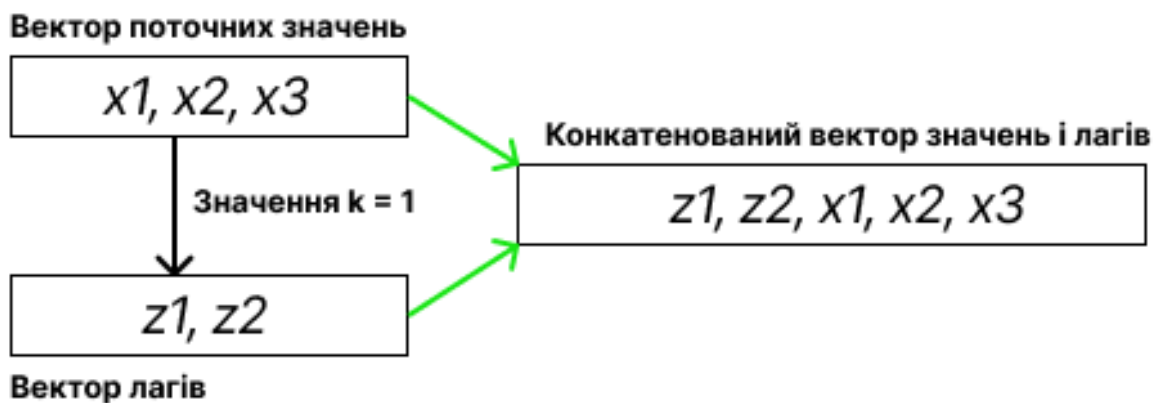 Вектор поточних значень
x1, x2, x3
Значення k = 1
z1, z2
Вектор лагів
Конкатенований вектор значень і лагів
z1, z2, x1, x2, x3